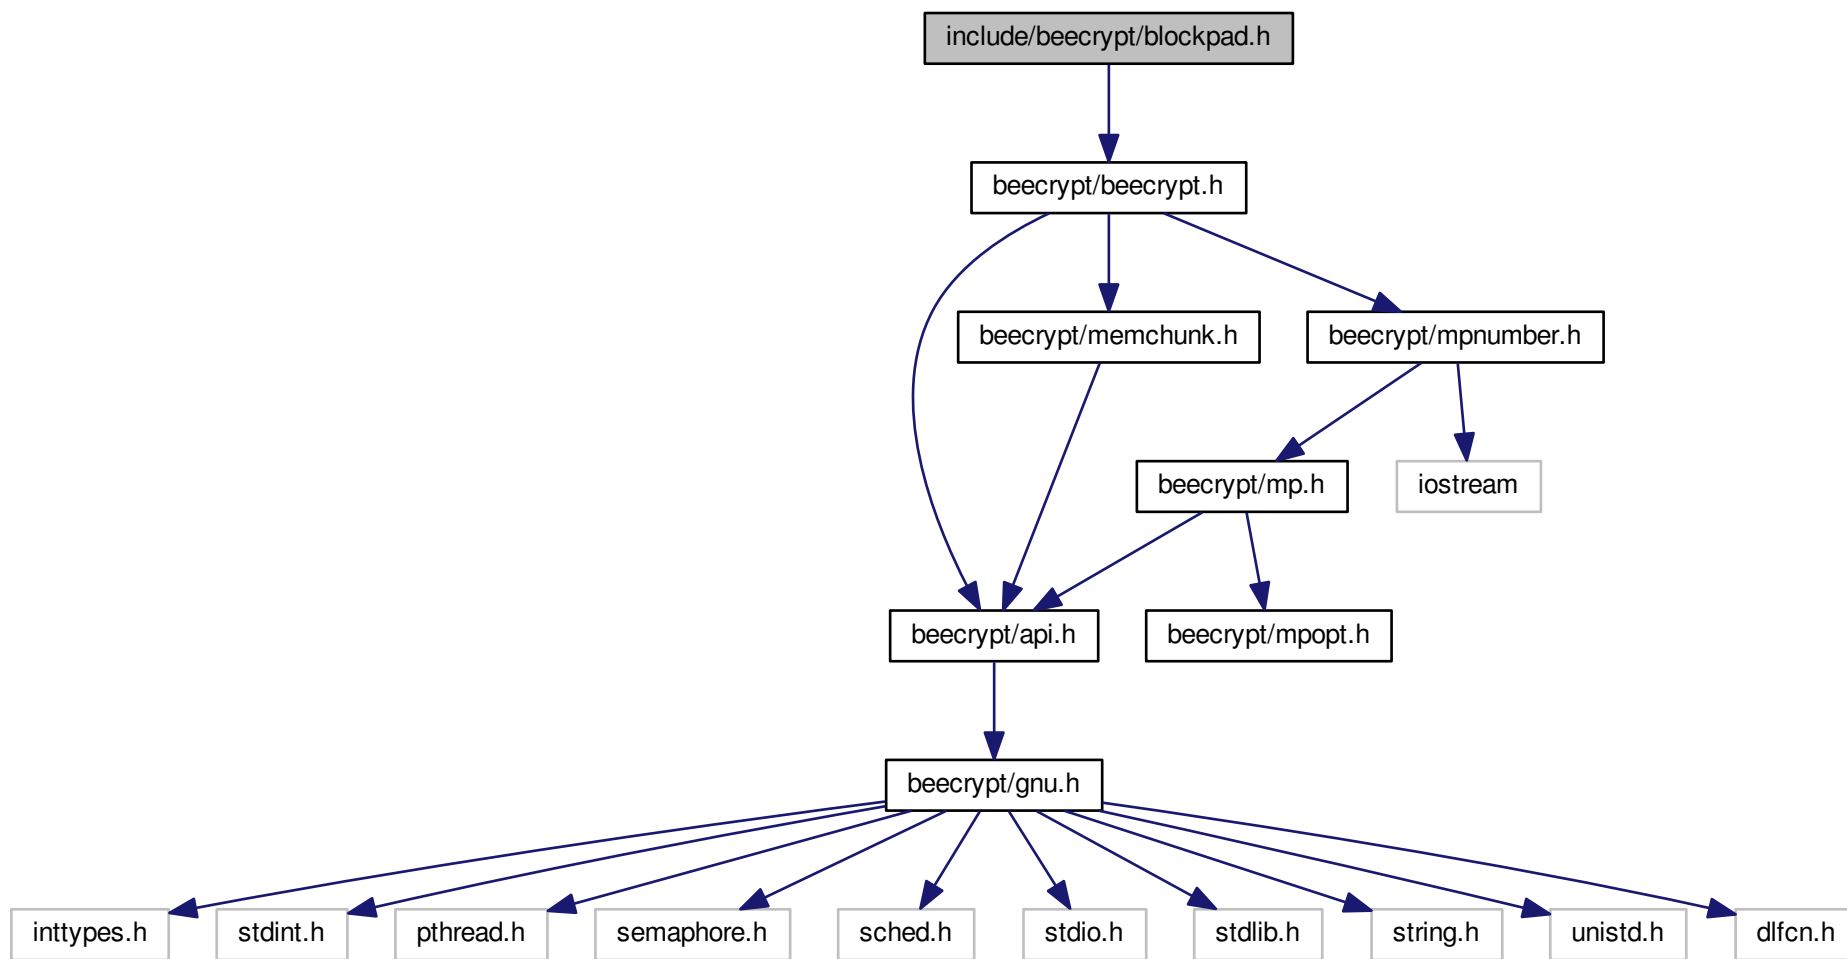 include/beecrypt/blockpad.h
beecrypt/beecrypt.h
beecrypt/memchunk.h
beecrypt/mpnumber.h
beecrypt/mp.h
iostream
beecrypt/api.h
beecrypt/mpopt.h
beecrypt/gnu.h
inttypes.h
stdint.h
pthread.h
semaphore.h
sched.h
stdio.h
stdlib.h
string.h
unistd.h
dlfcn.h